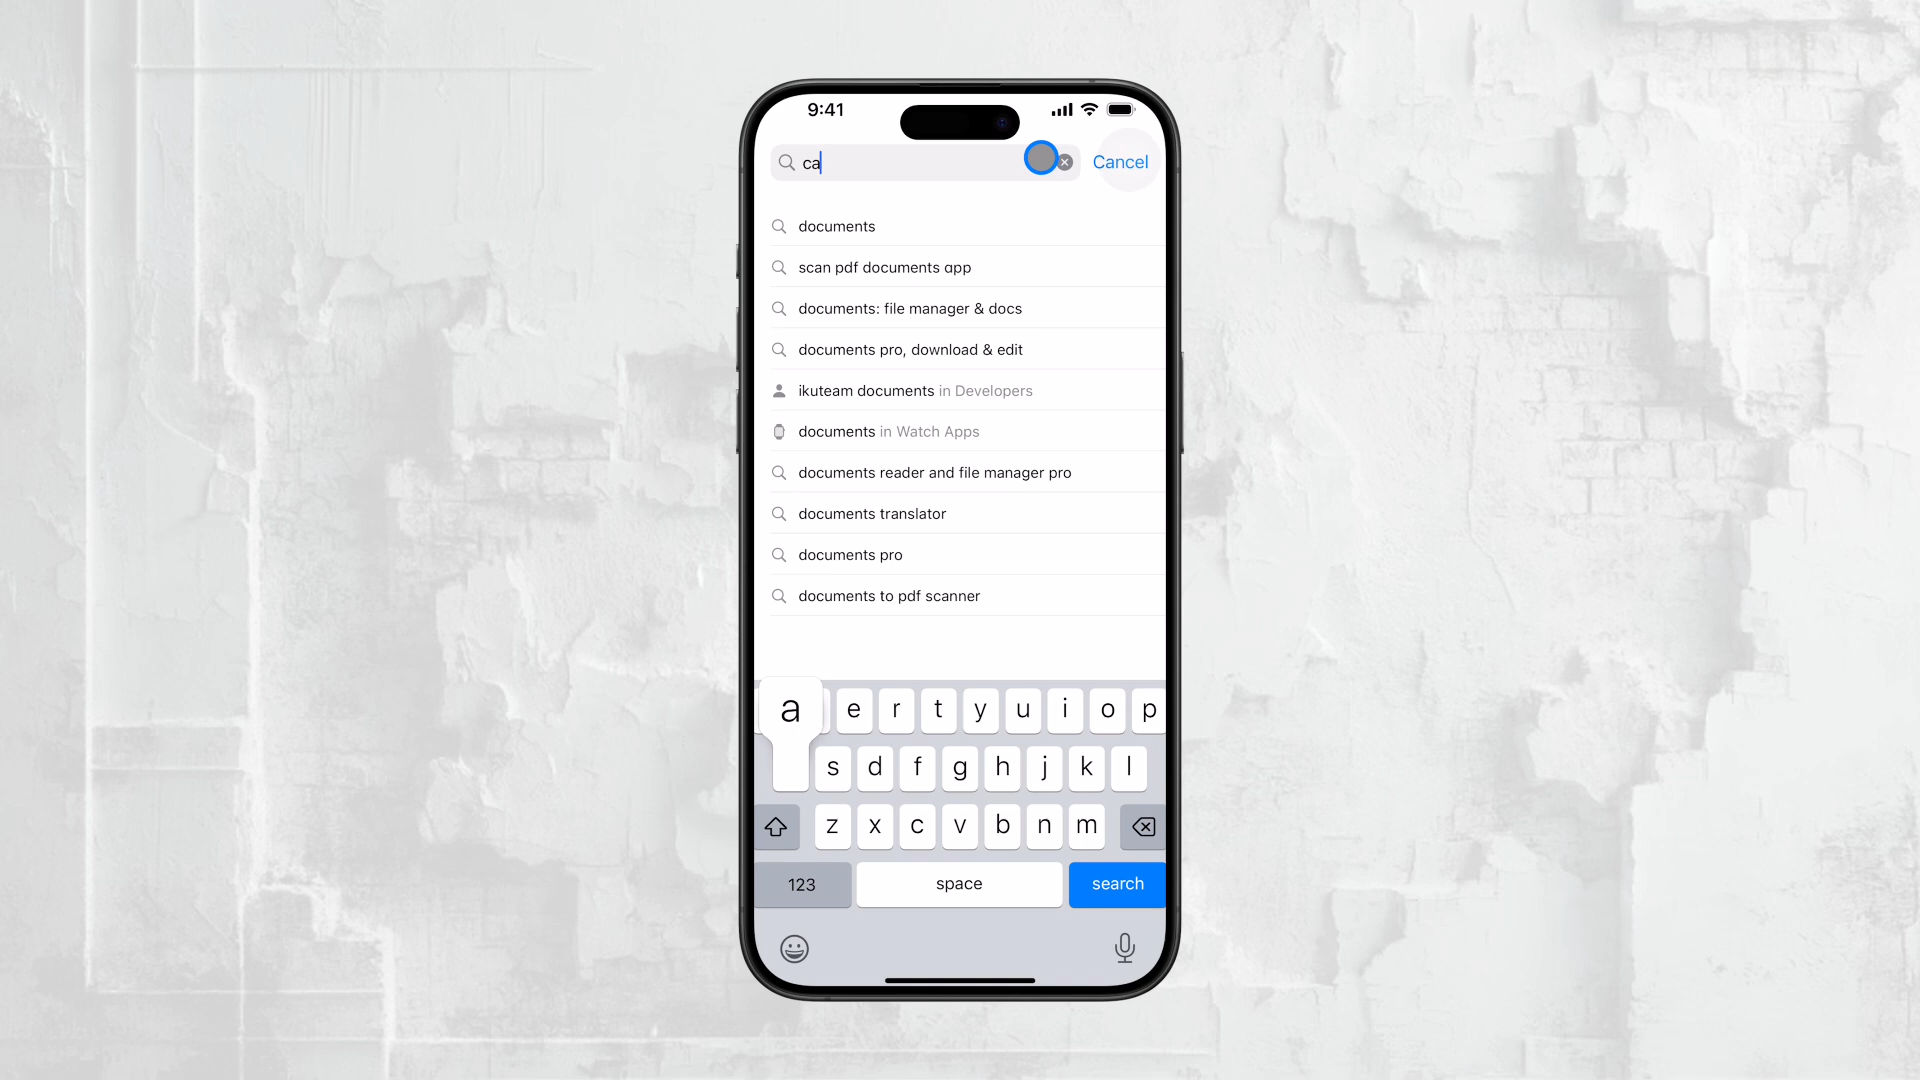 9:41
ca
Cancel
documents
scan pdf documents app
documents: file manager & docs
documents pro, download & edit
ikuteam documents in Developers
documents in Watch Apps
documents reader and file manager pro
documents translator
documents pro
documents to pdf scanner
a e r t y u i o p
s d f g h j k l
z x c v b n m
123 space search